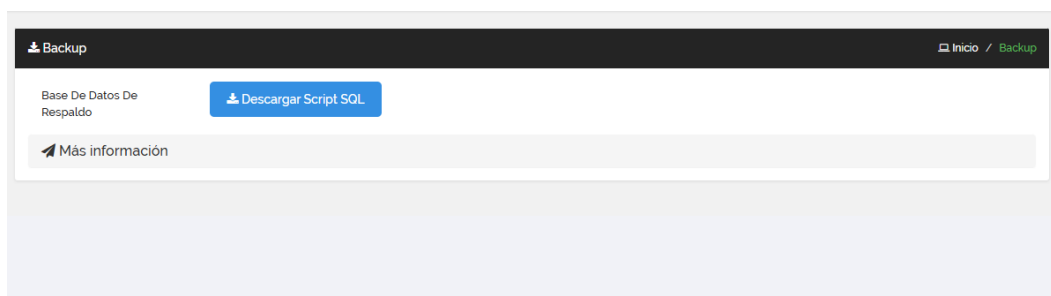 Backup
Inicio / Backup
Base De Datos De
Respaldo
Descargar Script SQL
Más información